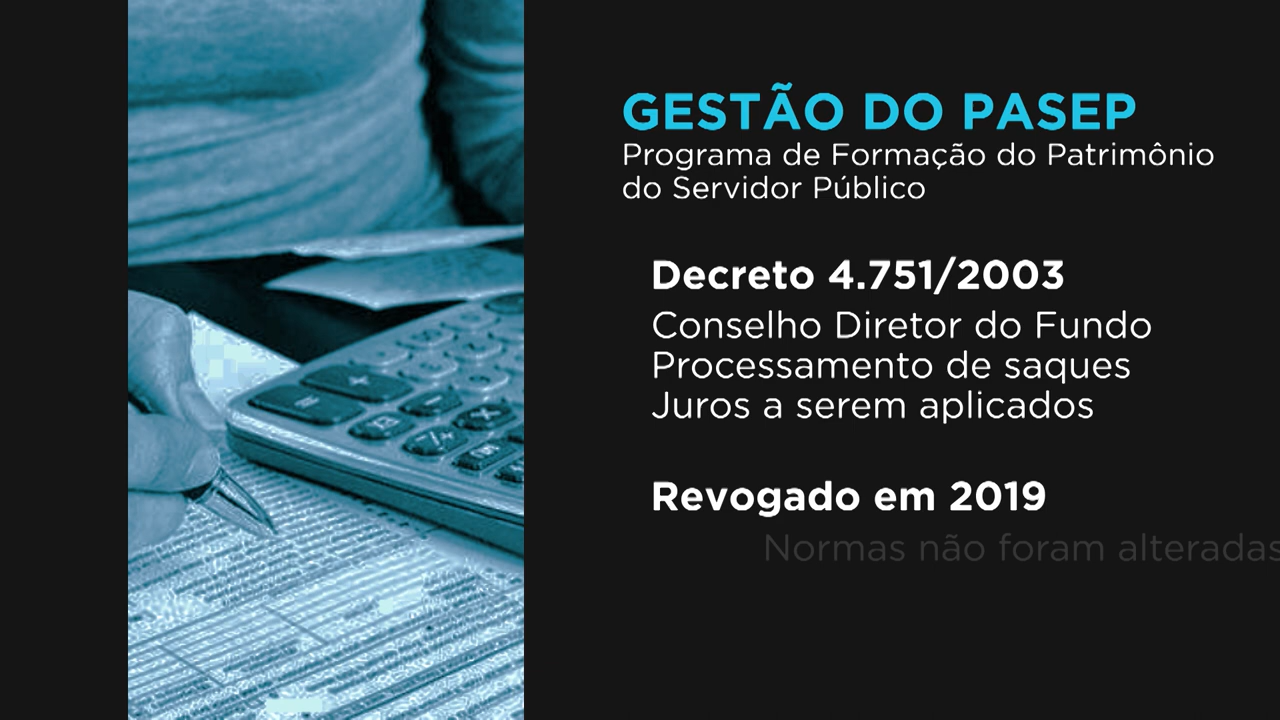 GESTÃO DO PASEP
Programa de Formação do Patrimônio
do Servidor Público
Decreto 4.751/2003
Conselho Diretor do Fundo
Processamento de saques
Juros a serem aplicados
Revogado em 2019
Normas não foram alteradas